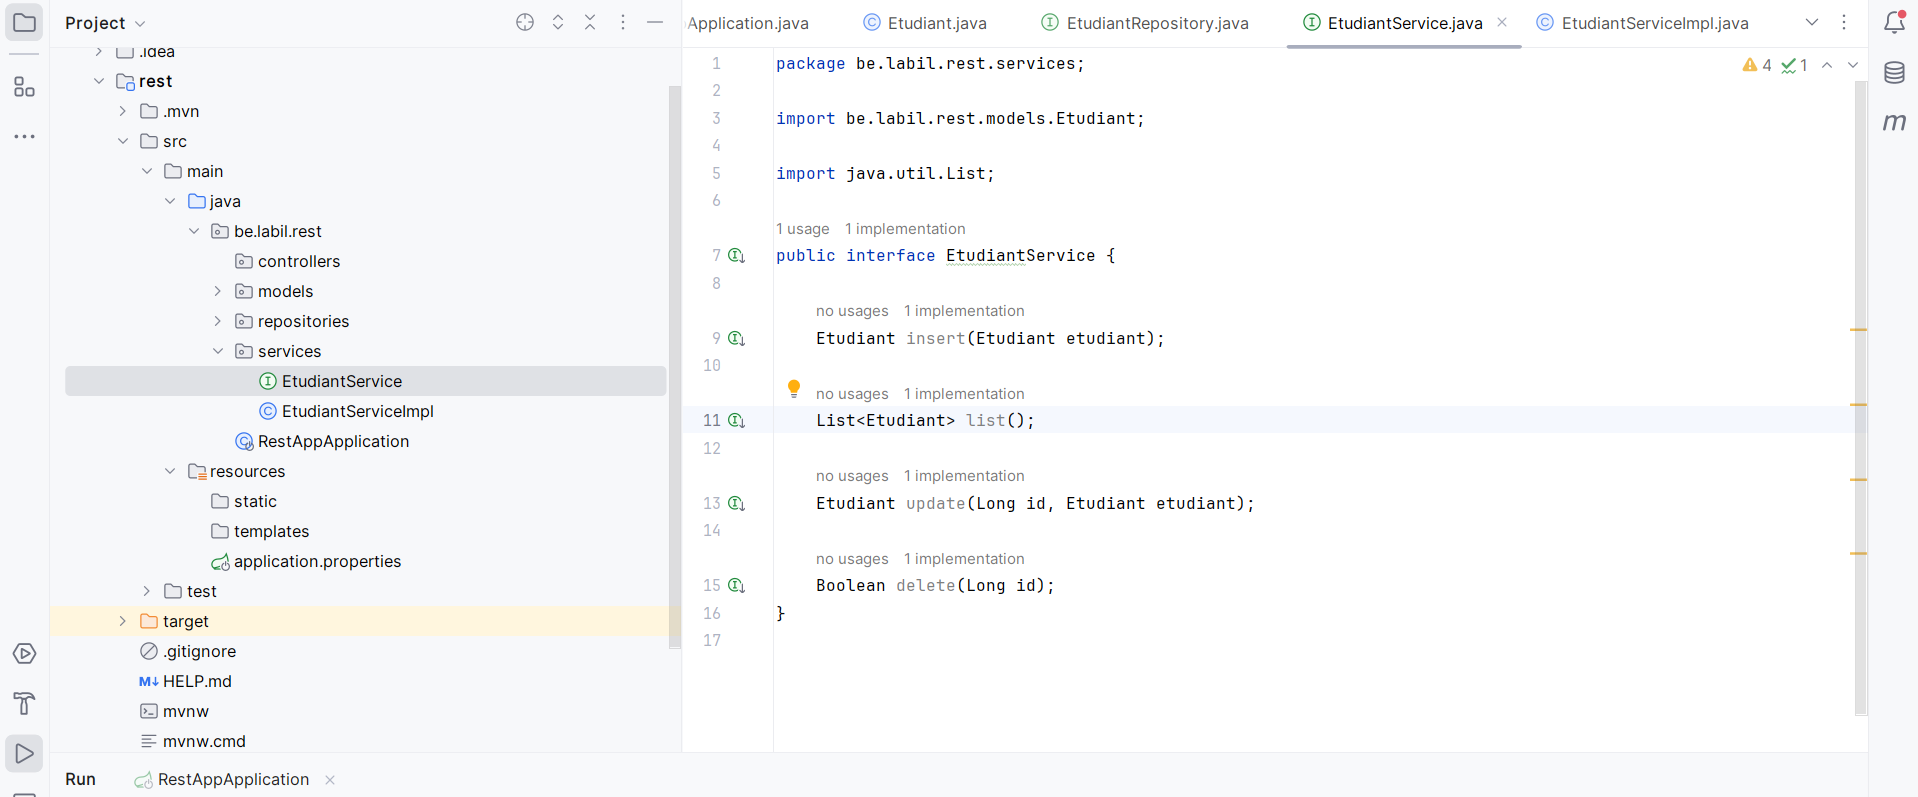 Project
.idea
rest
.mvn
src
main
java
be.labil.rest
controllers
models
repositories
services
EtudiantService
EtudiantServiceImpl
RestAppApplication
resources
static
templates
application.properties
test
target
.gitignore
M↓ HELP.md
mvnw
mvnw.cmd
Application.java Etudiant.java EtudiantRepository.java EtudiantService.java EtudiantServiceImpl.java
4 1
1 package be.labil.rest.services;
2
3 import be.labil.rest.models.Etudiant;
4
5 import java.util.List;
6
1 usage 1 implementation
7 public interface EtudiantService {
8
no usages 1 implementation
9 Etudiant insert(Etudiant etudiant);
10
no usages 1 implementation
11 List<Etudiant> list();
12
no usages 1 implementation
13 Etudiant update(Long id, Etudiant etudiant);
14
no usages 1 implementation
15 Boolean delete(Long id);
16 }
17
m
Run RestAppApplication